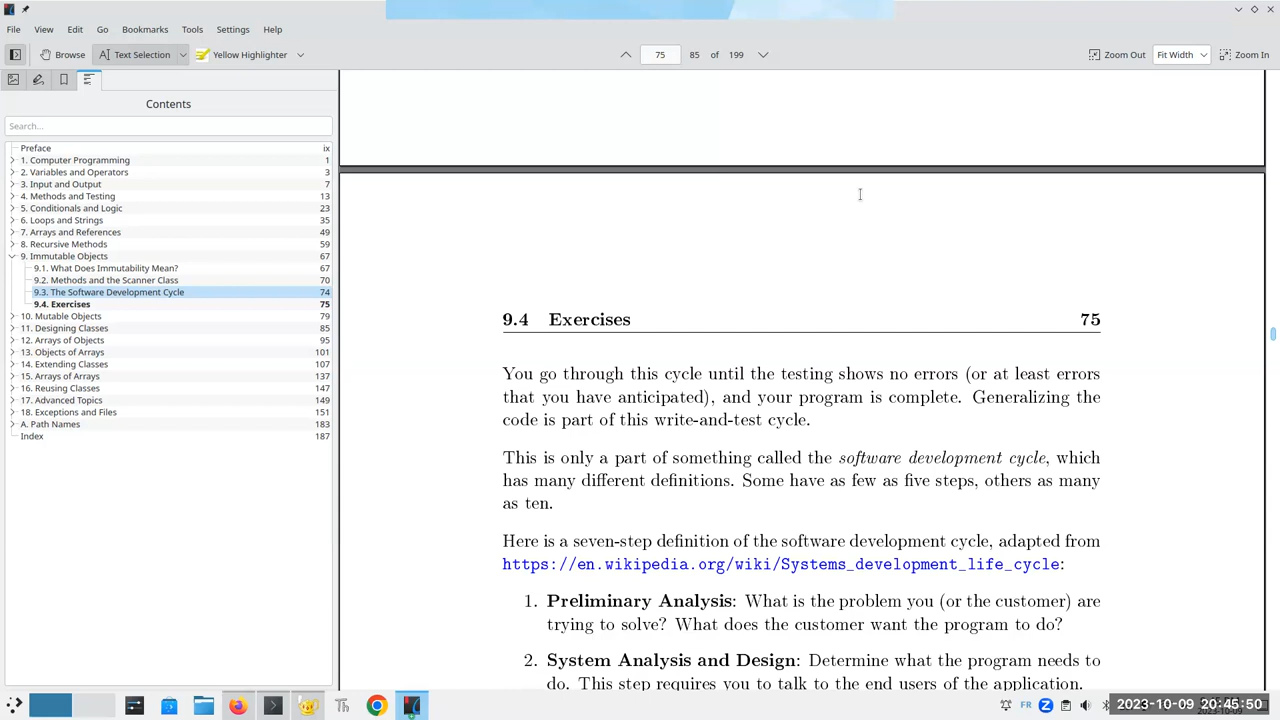 File View Edit Go Bookmarks Tools Settings Help
Browse Text Selection Yellow Highlighter 75 85 of 199 Zoom Out Fit Width Zoom In
Contents
Search...
Preface ix
1. Computer Programming 1
2. Variables and Operators 3
3. Input and Output 7
4. Methods and Testing 13
5. Conditionals and Logic 23
6. Loops and Strings 35
7. Arrays and References 49
8. Recursive Methods 59
9. Immutable Objects 67
9.1. What Does Immutability Mean? 67
9.2. Methods and the Scanner Class 70
9.3. The Software Development Cycle 74
9.4. Exercises 75
10. Mutable Objects 79
11. Designing Classes 85
12. Arrays of Objects 95
13. Objects of Arrays 101
14. Extending Classes 107
15. Arrays of Arrays 137
16. Reusing Classes 147
17. Advanced Topics 149
18. Exceptions and Files 151
A. Path Names 183
Index 187
9.4 Exercises 75
You go through this cycle until the testing shows no errors (or at least errors
that you have anticipated), and your program is complete. Generalizing the
code is part of this write-and-test cycle.
This is only a part of something called the software development cycle, which
has many different definitions. Some have as few as five steps, others as many
as ten.
Here is a seven-step definition of the software development cycle, adapted from
https://en.wikipedia.org/wiki/Systems_development_life_cycle:
1. Preliminary Analysis: What is the problem you (or the customer) are
trying to solve? What does the customer want the program to do?
2. System Analysis and Design: Determine what the program needs to
do. This step requires you to talk to the end users of the application.
FR 2023-10-09 20:45:50